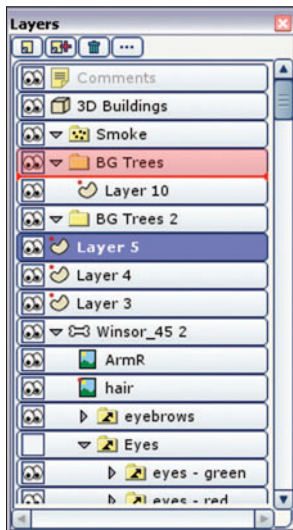 Layers
Comments
3D Buildings
Smoke
BG Trees
Layer 10
BG Trees 2
Layer 5
Layer 4
Layer 3
Winsor_45 2
ArmR
hair
eyebrows
Eyes
eyes - green
eyes - red